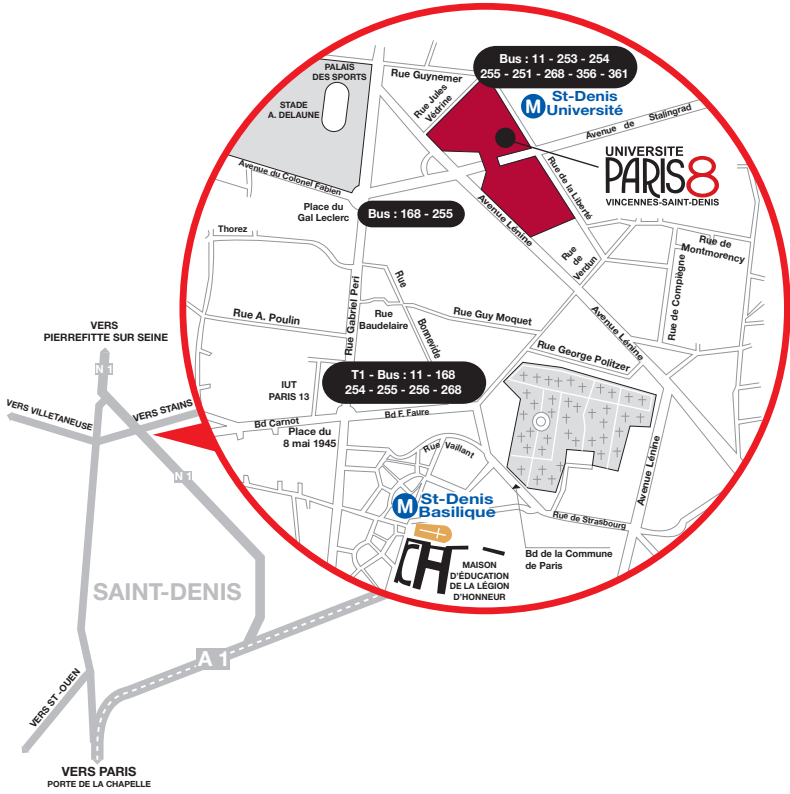 Bus : 11 - 253 - 254
255 - 251 - 268 - 356 - 361
PALAIS
DES SPORTS
STADE
A. DELAUNE
Rue Guynemer
Rue Jules
Védrine
M St-Denis
Université
Avenue de Stalingrad
UNIVERSITE
PARIS8
VINCENNES-SAINT-DENIS
Avenue du Colonel Fabien
Rue de la Liberté
Place du
Gal Leclerc
Bus : 168 - 255
Avenue Lénine
Thorez
Rue de
Montmorency
Rue
de
Verdun
Rue de Compiègne
Rue
Bonnevide
Rue Gabriel Peri
Rue A. Poulin
Rue
Baudelaire
Rue Guy Moquet
Avenue Lénine
Rue George Politzer
VERS
PIERREFITTE SUR SEINE
N 1
T1 - Bus : 11 - 168
254 - 255 - 256 - 268
IUT
PARIS 13
VERS VILLETANEUSE
VERS STAINS
Bd Carnot
Bd F. Faure
Place du
8 mai 1945
Rue Vaillant
Avenue Lénine
N 1
M St-Denis
Basilique
Rue de Strasbourg
Bd de la Commune
de Paris
MAISON
D'ÉDUCATION
DE LA LÉGION
D'HONNEUR
SAINT-DENIS
A 1
VERS ST -OUEN
VERS PARIS
PORTE DE LA CHAPELLE